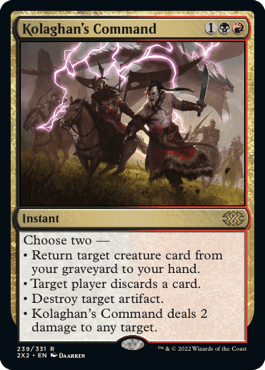 Kolaghan's Command 1
Instant
Choose two —
• Return target creature card from
your graveyard to your hand.
• Target player discards a card.
• Destroy target artifact.
• Kolaghan's Command deals 2
damage to any target.
239/331 R
2X2 • EN Daarken
™ & © 2022 Wizards of the Coast